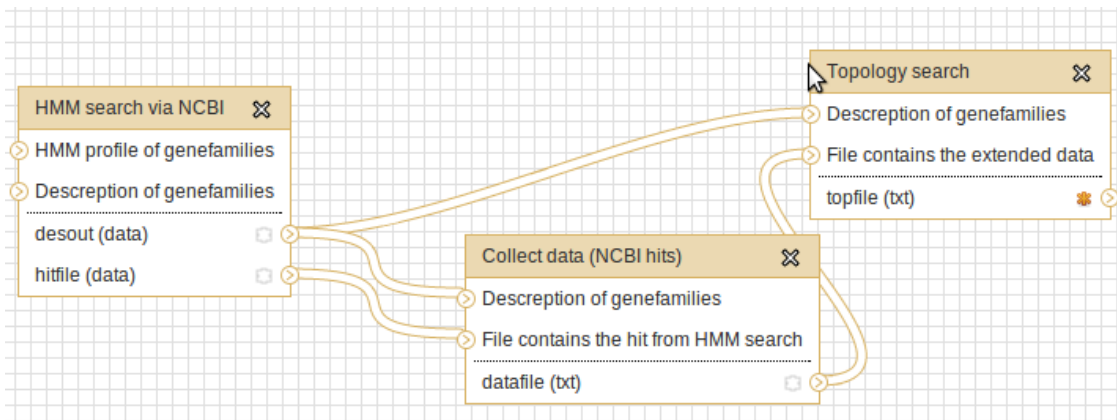 HMM search via NCBI
HMM profile of genefamilies
Descreption of genefamilies
desout (data)
hitfile (data)
Collect data (NCBI hits)
Descreption of genefamilies
File contains the hit from HMM search
datafile (txt)
Topology search
Descreption of genefamilies
File contains the extended data
topfile (txt)